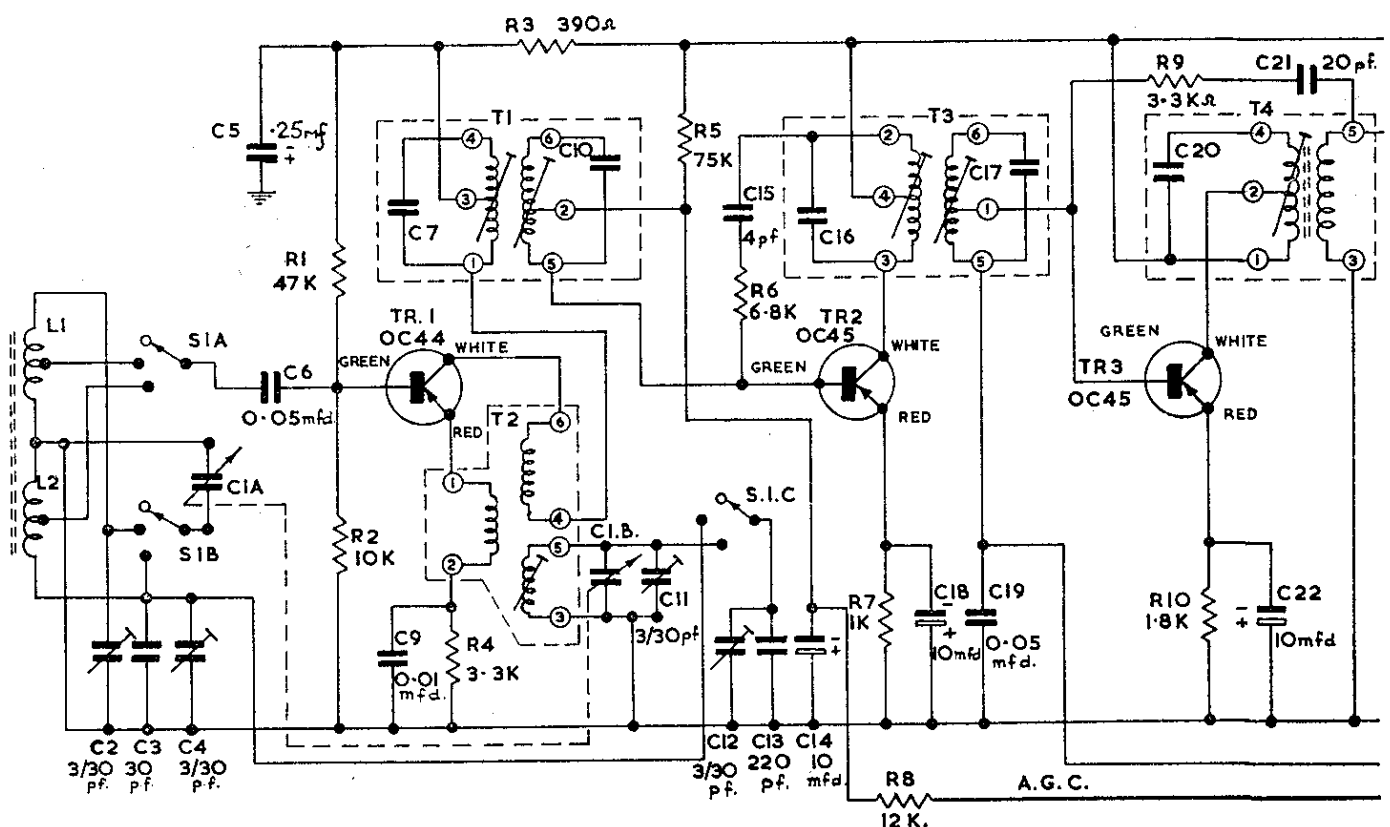 R3 390Ω
C5 ·25mf
- +
R1
47K
T1
4
6
C10
3
2
C7
1
5
R5
75K
C15
4pf
R6
6·8K
T3
2
6
C17
4
1
C16
3
5
R9
3·3KΩ
C21
20pf.
T4
4
5
C20
2
1
3
L1
S1A
C6
0·05mfd.
TR.1
OC44
GREEN
WHITE
RED
T2
6
1
4
2
5
3
L2
C1A
S1B
R2
10K
C9
0·01
mfd.
R4
3·3K
C1.B.
C11
3/30pf
S.I.C
TR2
OC45
GREEN
WHITE
RED
R7
1K
C18
- +
10mfd
C19
0·05
mfd.
GREEN
WHITE
TR3
OC45
RED
R10
1·8K
C22
- +
10mfd
C2
3/30
pf.
C3
30
pf.
C4
3/30
p.f.
C12
3/30
pf.
C13
220
pf.
C14
10
mfd.
- +
R8
12K.
A.G.C.